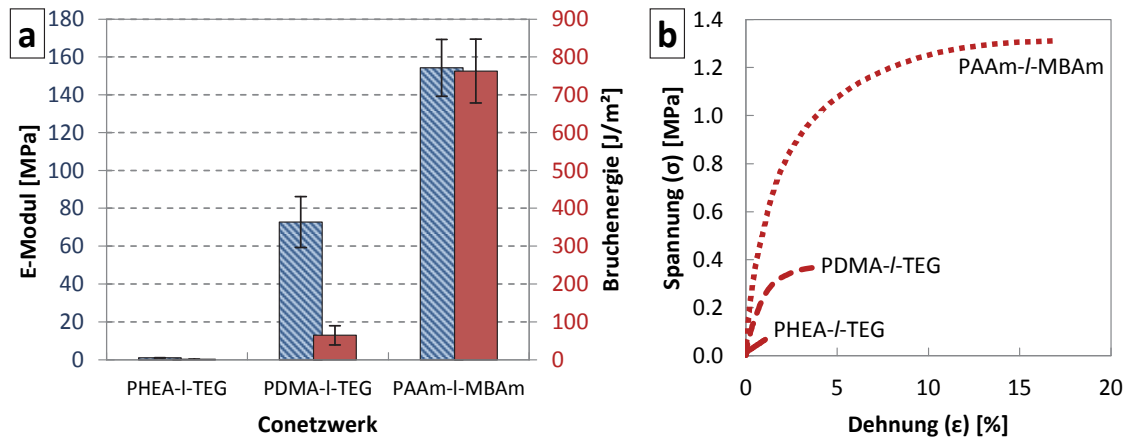 a
180
160
140
120
100
80
60
40
20
0
E-Modul [MPa]
900
800
700
600
500
400
300
200
100
0
Bruchenergie [J/m²]
PHEA-l-TEG PDMA-l-TEG PAAm-l-MBAm
Conetzwerk
b
1.4
1.2
1.0
0.8
0.6
0.4
0.2
0.0
Spannung (σ) [MPa]
PAAm-l-MBAm
PDMA-l-TEG
PHEA-l-TEG
0 5 10 15 20
Dehnung (ε) [%]